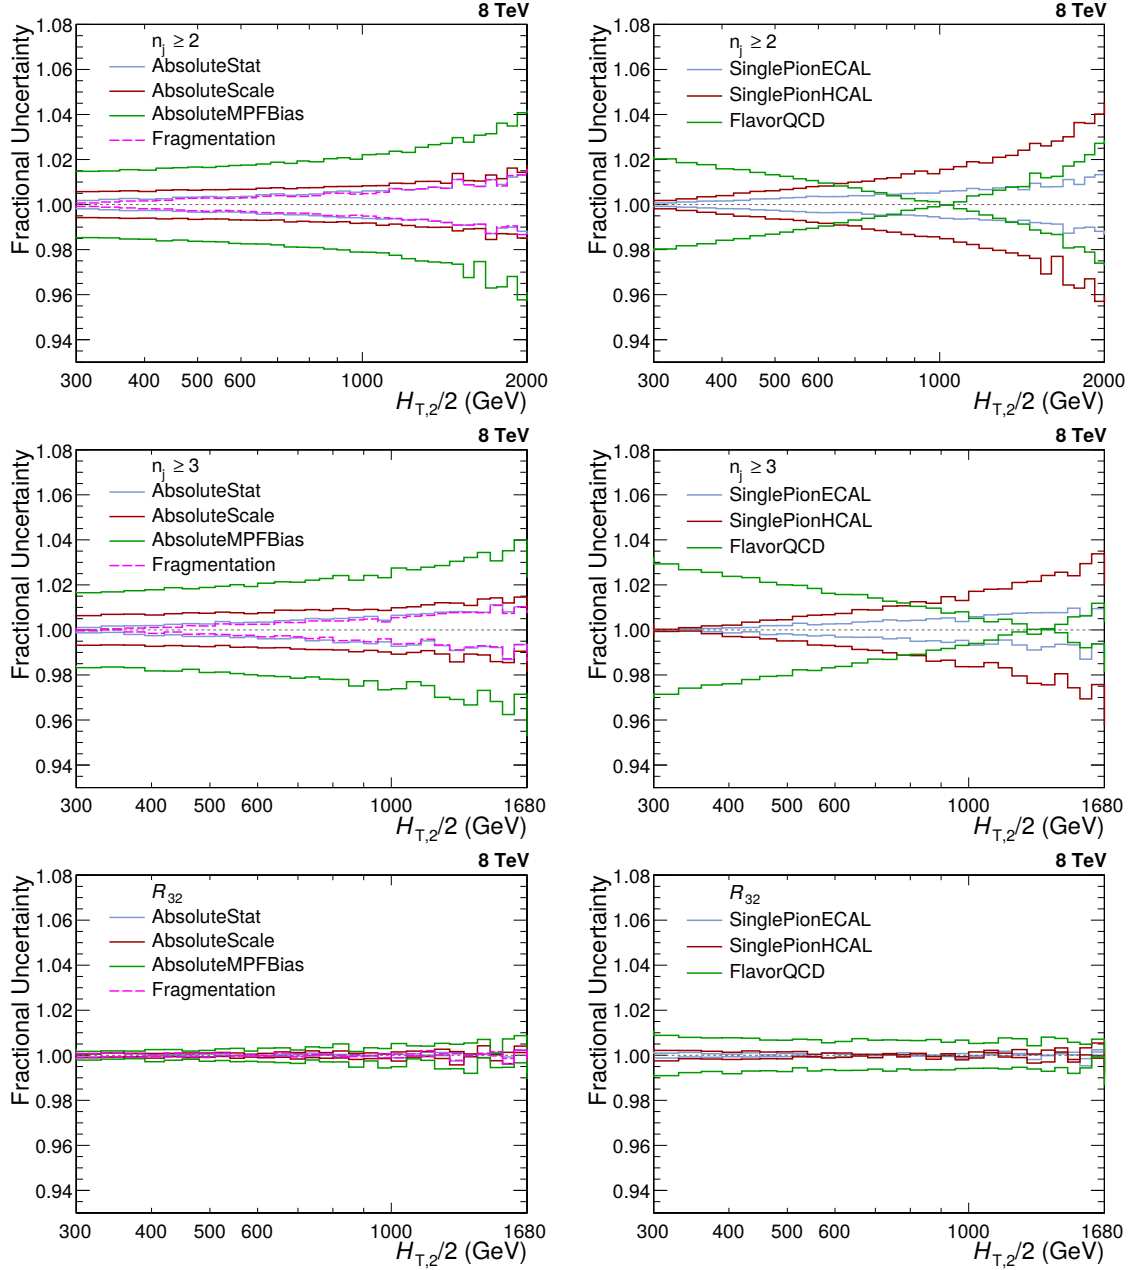 8 TeV
Fractional Uncertainty
1.08
1.06
1.04
1.02
1.00
0.98
0.96
0.94
n_j ≥ 2
AbsoluteStat
AbsoluteScale
AbsoluteMPFBias
Fragmentation
300 400 500 600 1000 2000
H_T,2/2 (GeV)
8 TeV
Fractional Uncertainty
1.08
1.06
1.04
1.02
1.00
0.98
0.96
0.94
n_j ≥ 2
SinglePionECAL
SinglePionHCAL
FlavorQCD
300 400 500 600 1000 2000
H_T,2/2 (GeV)
8 TeV
Fractional Uncertainty
1.08
1.06
1.04
1.02
1.00
0.98
0.96
0.94
n_j ≥ 3
AbsoluteStat
AbsoluteScale
AbsoluteMPFBias
Fragmentation
300 400 500 600 1000 1680
H_T,2/2 (GeV)
8 TeV
Fractional Uncertainty
1.08
1.06
1.04
1.02
1.00
0.98
0.96
0.94
n_j ≥ 3
SinglePionECAL
SinglePionHCAL
FlavorQCD
300 400 500 600 1000 1680
H_T,2/2 (GeV)
8 TeV
Fractional Uncertainty
1.08
1.06
1.04
1.02
1.00
0.98
0.96
0.94
R_32
AbsoluteStat
AbsoluteScale
AbsoluteMPFBias
Fragmentation
300 400 500 600 1000 1680
H_T,2/2 (GeV)
8 TeV
Fractional Uncertainty
1.08
1.06
1.04
1.02
1.00
0.98
0.96
0.94
R_32
SinglePionECAL
SinglePionHCAL
FlavorQCD
300 400 500 600 1000 1680
H_T,2/2 (GeV)